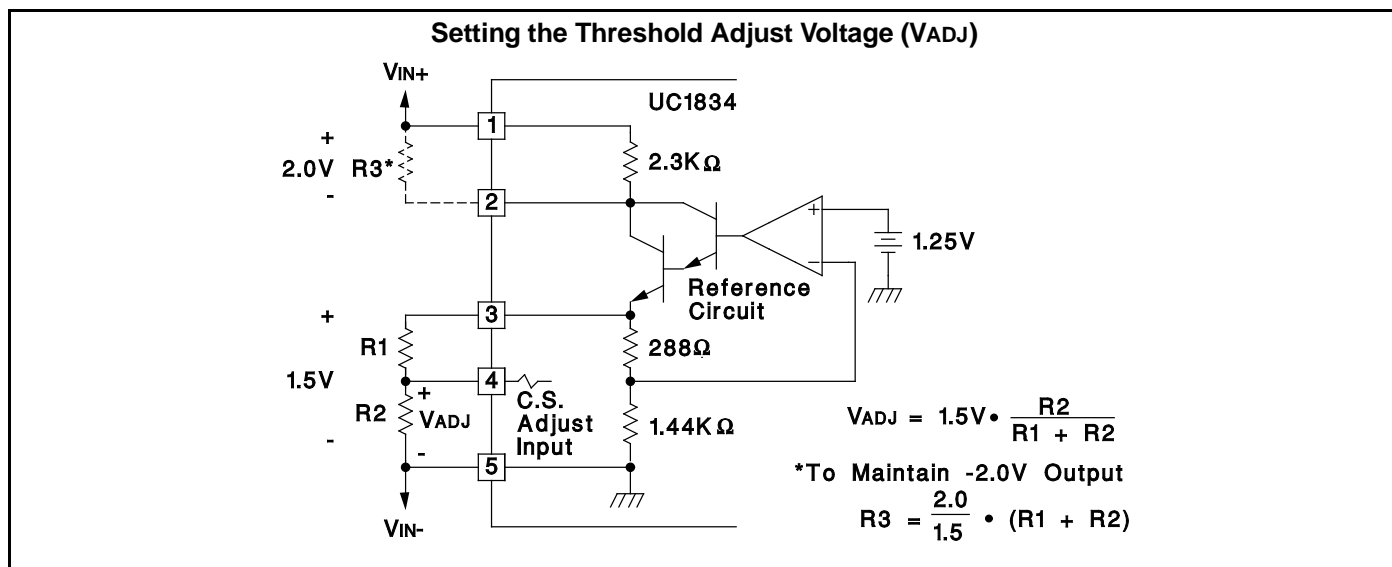 Setting the Threshold Adjust Voltage (VADJ)
VIN+
UC1834
1
+
2.0V R3*
-
2.3KΩ
2
+
-
1.25V
Reference
Circuit
3
+
R1
288Ω
1.5V
4
+
R2
VADJ
-
-
C.S.
Adjust
Input
1.44KΩ
5
VIN-
VADJ = 1.5V • R2
R1 + R2
*To Maintain -2.0V Output
R3 = 2.0
1.5 • (R1 + R2)